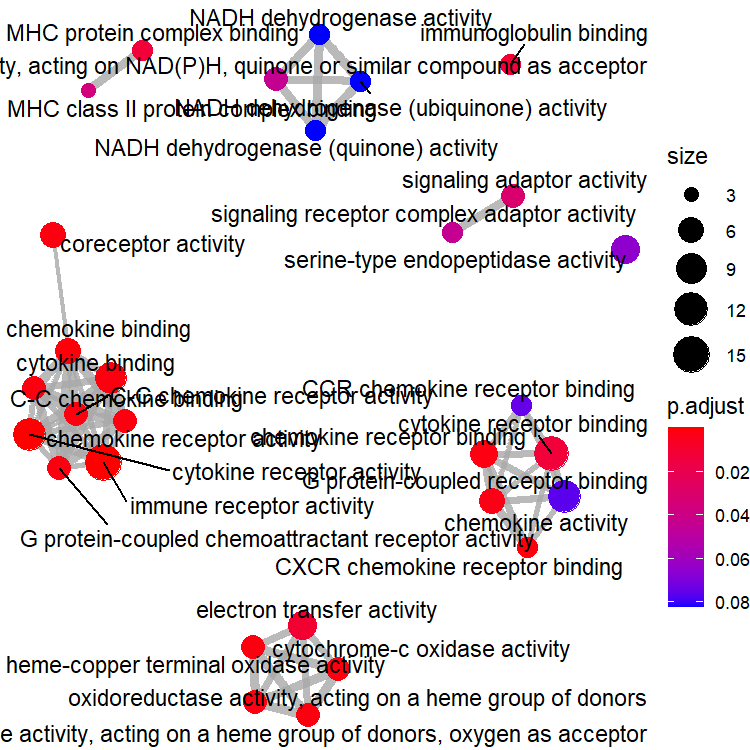 NADH dehydrogenase activity
MHC protein complex binding
immunoglobulin binding
ty, acting on NAD(P)H, quinone or similar compound as acceptor
MHC class II protein complex binding
NADH dehydrogenase (ubiquinone) activity
NADH dehydrogenase (quinone) activity
signaling adaptor activity
signaling receptor complex adaptor activity
coreceptor activity
serine-type endopeptidase activity
chemokine binding
cytokine binding
C-C chemokine binding
C-C chemokine receptor activity
CCR chemokine receptor binding
cytokine receptor binding
chemokine receptor activity
chemokine receptor binding
cytokine receptor activity
G protein-coupled receptor binding
immune receptor activity
chemokine activity
G protein-coupled chemoattractant receptor activity
CXCR chemokine receptor binding
electron transfer activity
cytochrome-c oxidase activity
heme-copper terminal oxidase activity
oxidoreductase activity, acting on a heme group of donors
e activity, acting on a heme group of donors, oxygen as acceptor
size
3
6
9
12
15
p.adjust
0.02
0.04
0.06
0.08